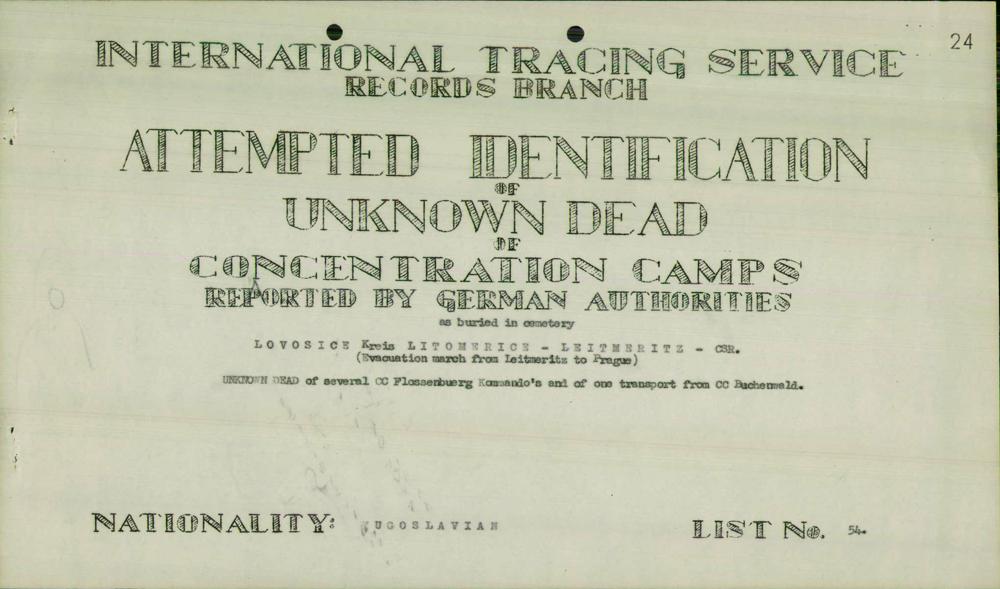 24
INTERNATIONAL TRACING SERVICE
RECORDS BRANCH
ATTEMPTED IDENTIFICATION
OF
UNKNOWN DEAD
OF
CONCENTRATION CAMPS
REPORTED BY GERMAN AUTHORITIES
as buried in cemetery
LOVOSICE Kreis LITOMERICE - LEITMERITZ - CSR.
(Evacuation march from Leitmeritz to Prague)
UNKNOWN DEAD of several CC Flossenbuerg Kommando's and of one transport from CC Buchenwald.
NATIONALITY: YUGOSLAVIAN
LIST No. 54.